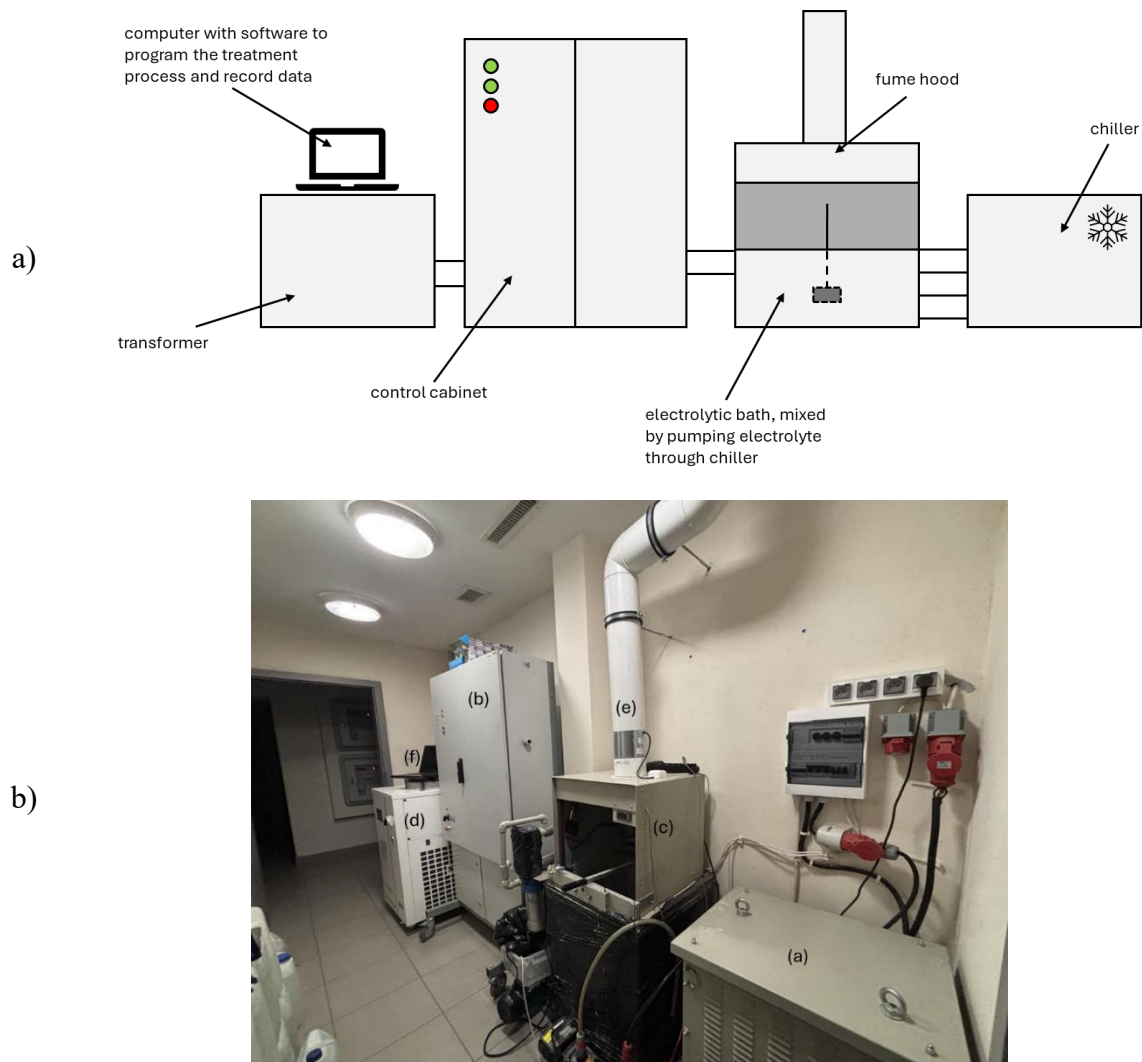 computer with software to
program the treatment
process and record data
fume hood
chiller
a)
transformer
control cabinet
electrolytic bath, mixed
by pumping electrolyte
through chiller
b)
(b)
(e)
(f)
(d)
(c)
(a)